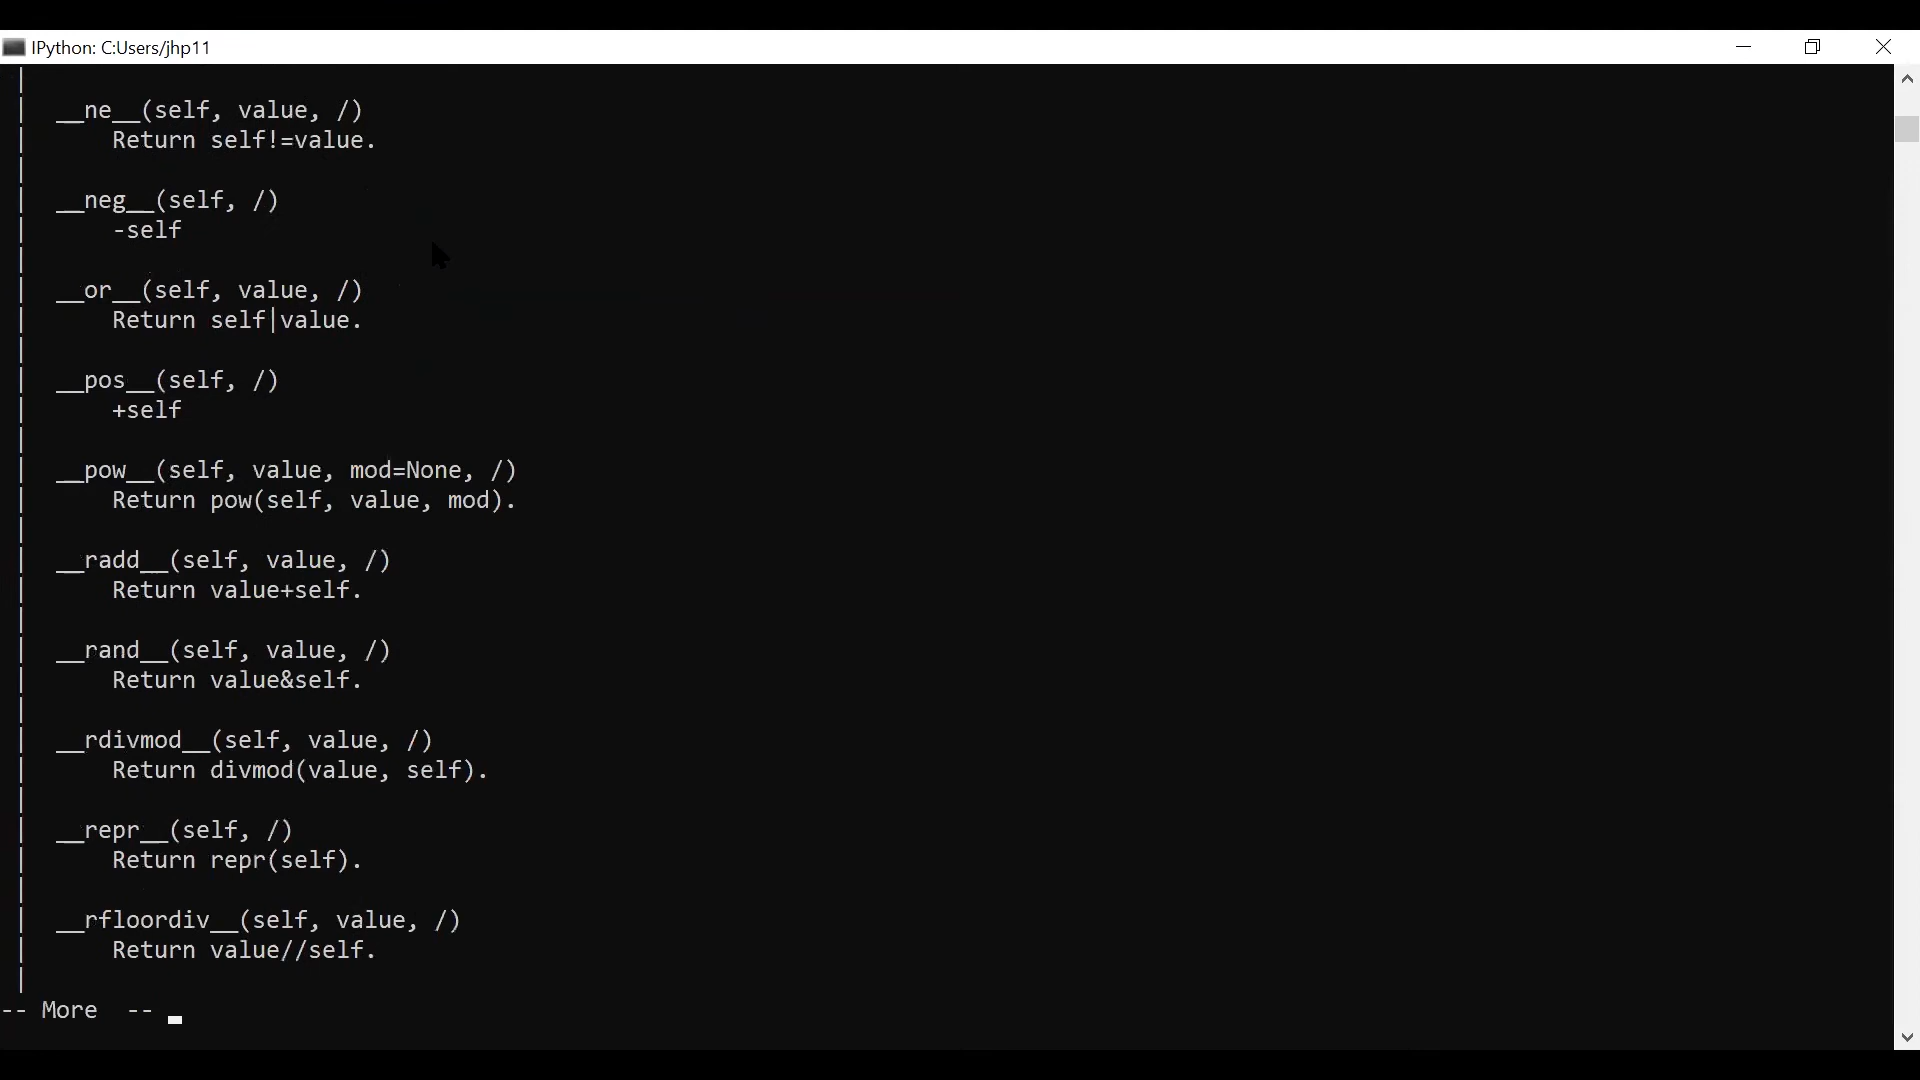 IPython: C:Users/jhp11
|
| __ne__(self, value, /)
| Return self!=value.
|
| __neg__(self, /)
| -self
|
| __or__(self, value, /)
| Return self|value.
|
| __pos__(self, /)
| +self
|
| __pow__(self, value, mod=None, /)
| Return pow(self, value, mod).
|
| __radd__(self, value, /)
| Return value+self.
|
| __rand__(self, value, /)
| Return value&self.
|
| __rdivmod__(self, value, /)
| Return divmod(value, self).
|
| __repr__(self, /)
| Return repr(self).
|
| __rfloordiv__(self, value, /)
| Return value//self.
|
-- More  --